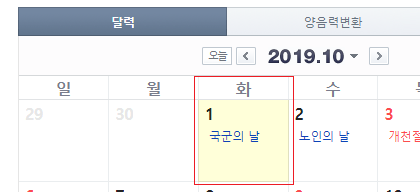 달력 양음력변환
오늘 < 2019.10 >
일 월 화 수
29 30 1 2 3
국군의 날 노인의 날 개천절